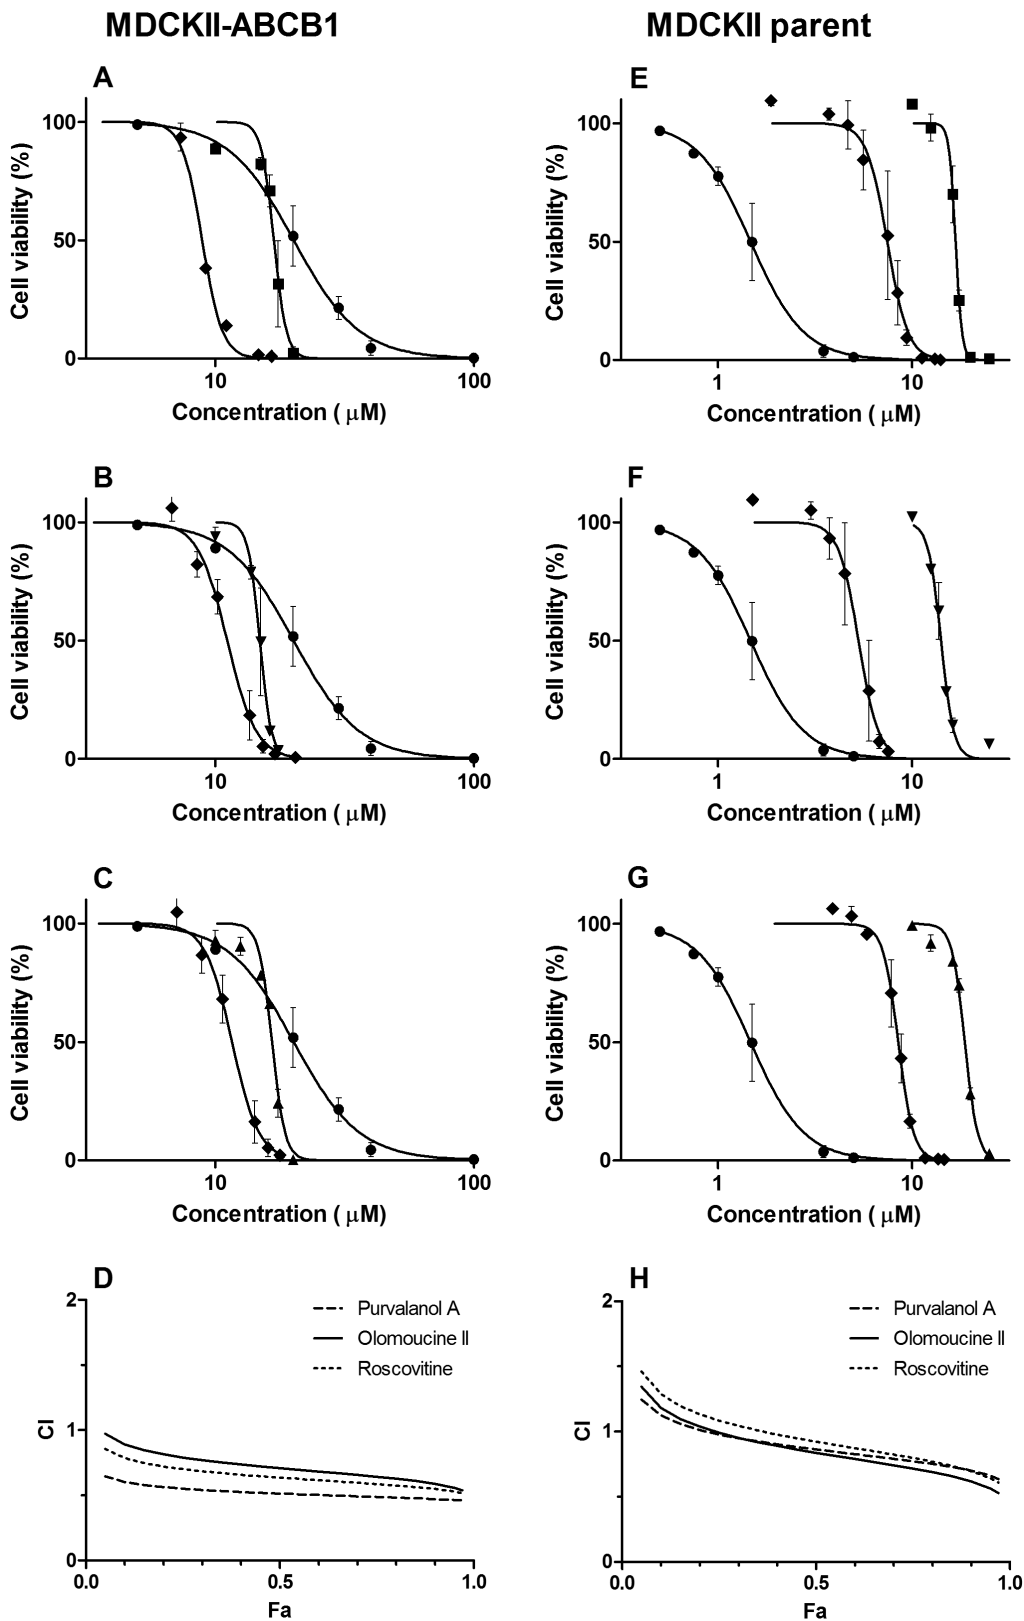 MDCKII-ABCB1
MDCKII parent
A
100
50
0
10
100
Cell viability (%)
Concentration ( μM)
E
100
50
0
1
10
Cell viability (%)
Concentration ( μM)
B
100
50
0
10
100
Cell viability (%)
Concentration ( μM)
F
100
50
0
1
10
Cell viability (%)
Concentration ( μM)
C
100
50
0
10
100
Cell viability (%)
Concentration ( μM)
G
100
50
0
1
10
Cell viability (%)
Concentration ( μM)
D
2
1
0
CI
Purvalanol A
Olomoucine II
Roscovitine
0.0
0.5
1.0
Fa
H
2
1
0
CI
Purvalanol A
Olomoucine II
Roscovitine
0.0
0.5
1.0
Fa